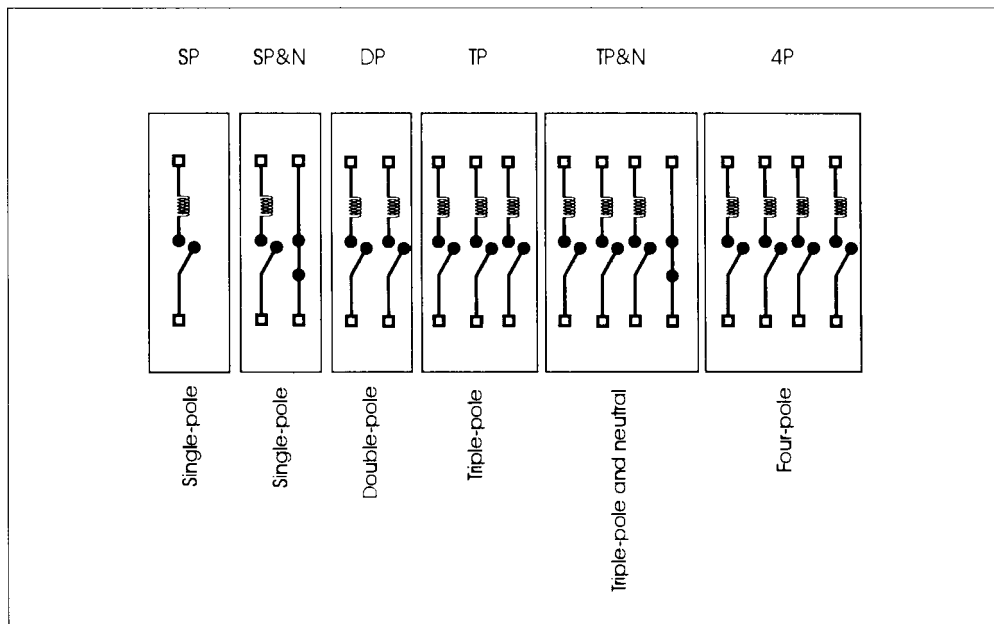 SP
SP&N
DP
TP
TP&N
4P
Single-pole
Single-pole
Double-pole
Triple-pole
Triple-pole and neutral
Four-pole